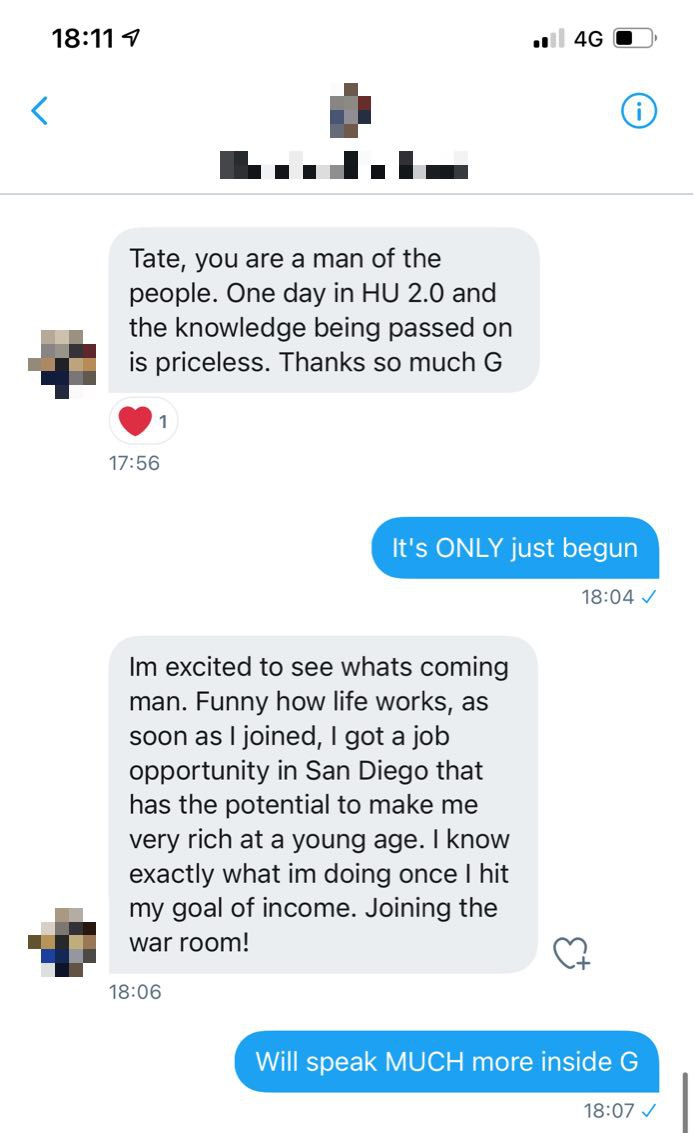 18:11
4G
Tate, you are a man of the
people. One day in HU 2.0 and
the knowledge being passed on
is priceless. Thanks so much G
1
17:56
It's ONLY just begun
18:04
Im excited to see whats coming
man. Funny how life works, as
soon as I joined, I got a job
opportunity in San Diego that
has the potential to make me
very rich at a young age. I know
exactly what im doing once I hit
my goal of income. Joining the
war room!
18:06
Will speak MUCH more inside G
18:07